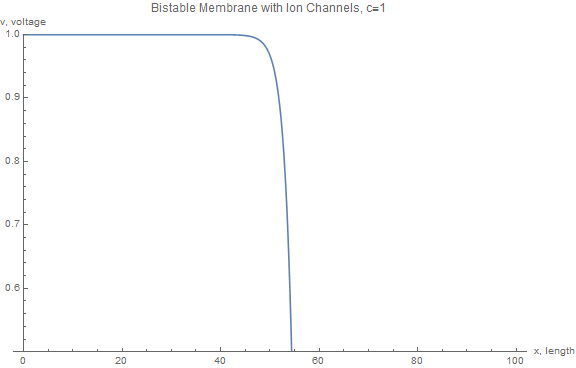 Bistable Membrane with Ion Channels, c=1
v, voltage
1.0
0.9
0.8
0.7
0.6
0 20 40 60 80 100
x, length